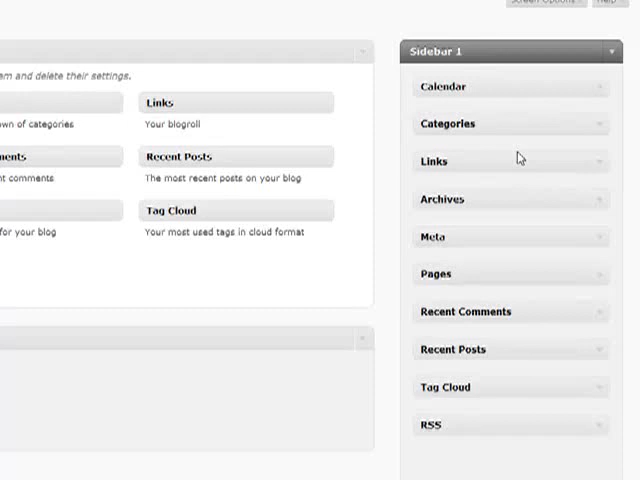 Screen Options
Help
Sidebar 1
em and delete their settings.
Links
own of categories
Your blogroll
ments
Recent Posts
nt comments
The most recent posts on your blog
Tag Cloud
for your blog
Your most used tags in cloud format
Calendar
Categories
Links
Archives
Meta
Pages
Recent Comments
Recent Posts
Tag Cloud
RSS